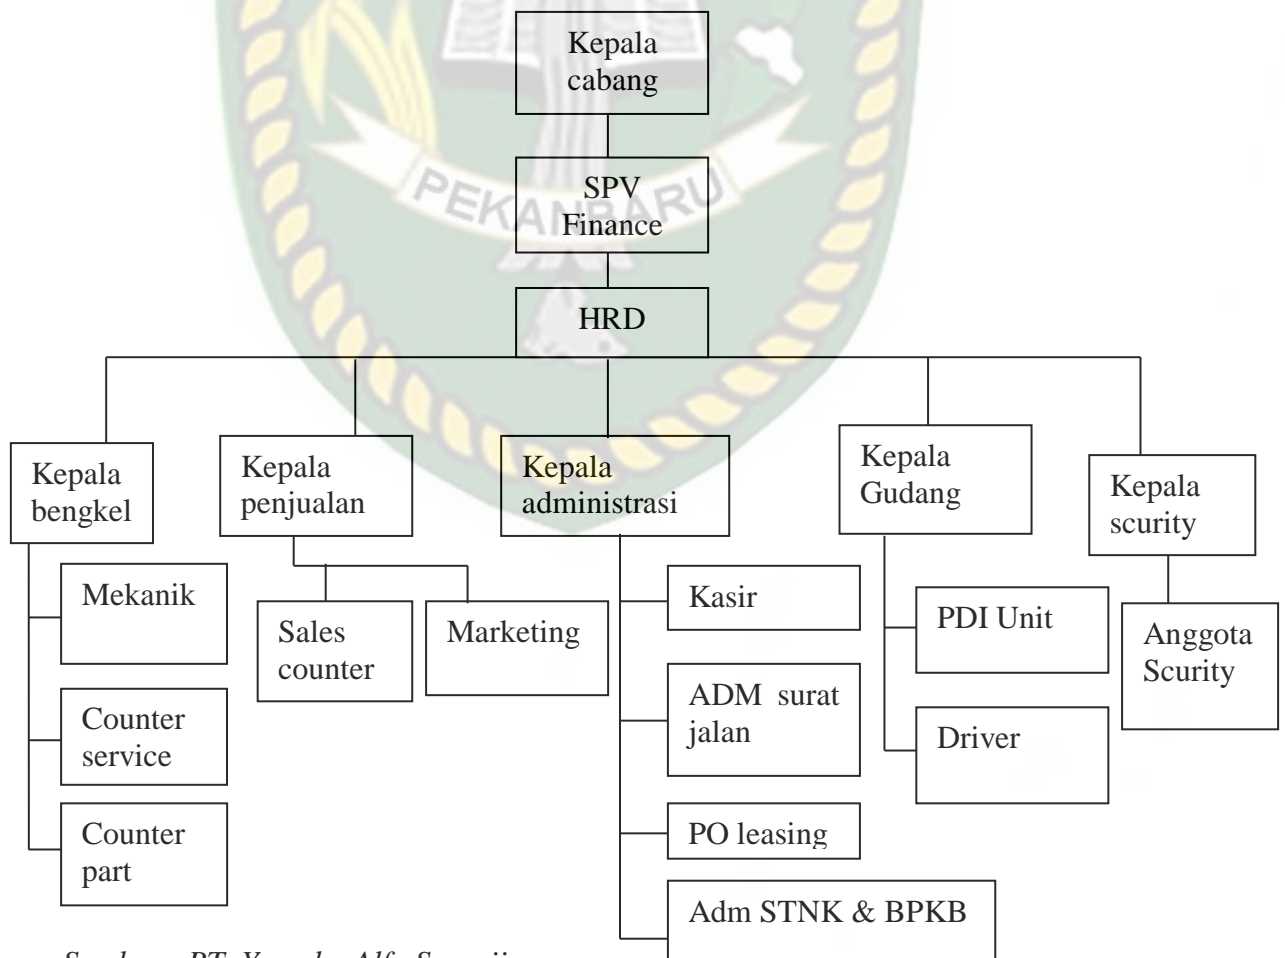 Kepala
cabang
PEKANBARU
SPV
Finance
HRD
Kepala
bengkel
Kepala
penjualan
Kepala
administrasi
Kepala
Gudang
Kepala
scurity
Mekanik
Counter
service
Counter
part
Sales
counter
Marketing
Kasir
ADM surat
jalan
PO leasing
Adm STNK & BPKB
PDI Unit
Driver
Anggota
Scurity